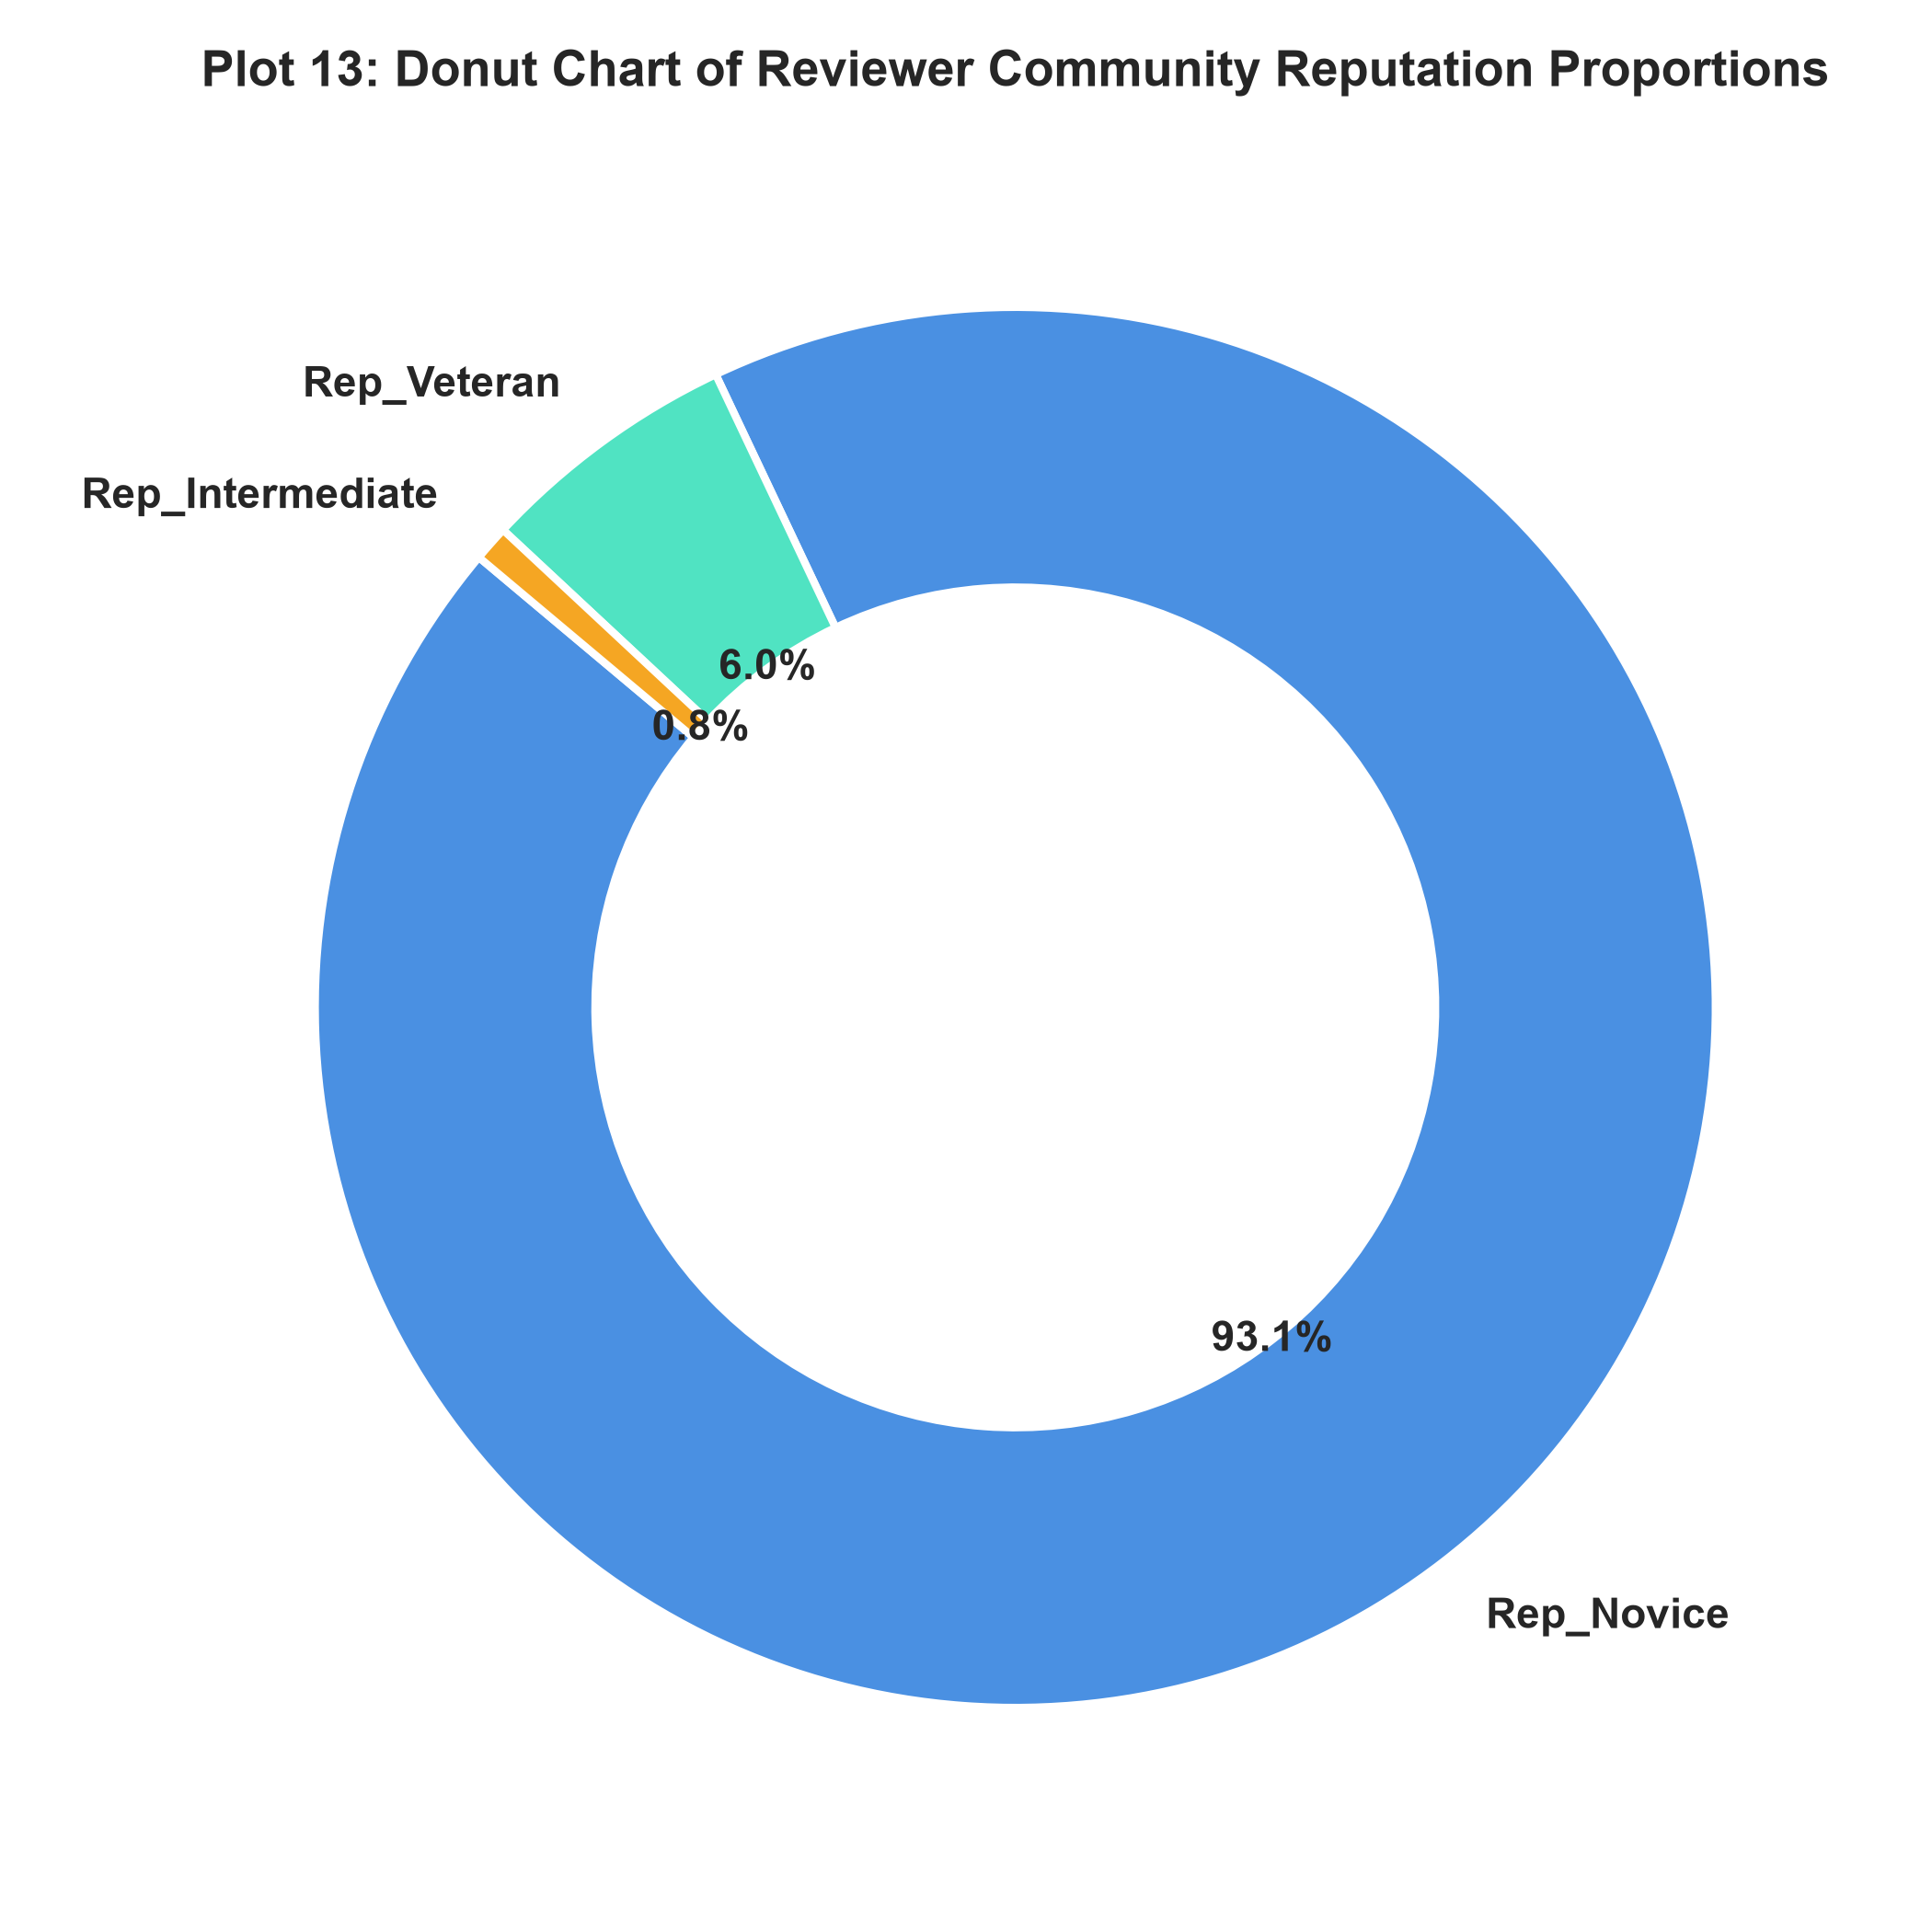 Plot 13: Donut Chart of Reviewer Community Reputation Proportions
Rep_Veteran
Rep_Intermediate
6.0%
0.8%
93.1%
Rep_Novice